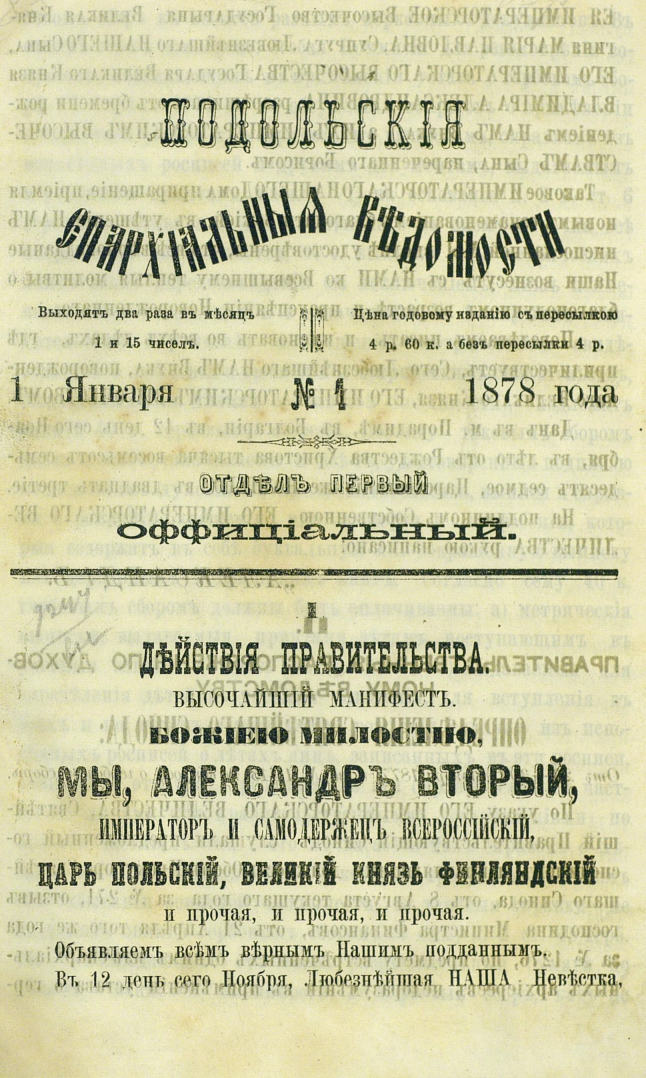 ПОДОЛЬСКІЯ
ЕПАРХІАЛЬНЫЯ ВѢДОМОСТИ
Выходятъ два раза въ мѣсяцъ
1 и 15 чиселъ.
Цѣна годовому изданію съ пересылкою
4 р. 60 к. а безъ пересылки 4 р.
1 Января № 1 1878 года
ОТДѢЛЪ ПЕРВЫЙ
ОФФИЦІАЛЬНЫЙ.
I
ДѢЙСТВІЯ ПРАВИТЕЛЬСТВА.
ВЫСОЧАЙШІЙ МАНИФЕСТЪ.
БОЖІЕЮ МИЛОСТІЮ,
МЫ, АЛЕКСАНДРЪ ВТОРЫЙ,
ИМПЕРАТОРЪ И САМОДЕРЖЕЦЪ ВСЕРОССІЙСКІЙ,
ЦАРЬ ПОЛЬСКІЙ, ВЕЛИКІЙ КНЯЗЬ ФИНЛЯНДСКІЙ
и прочая, и прочая, и прочая.
Объявляемъ всѣмъ вѣрнымъ Нашимъ подданнымъ.
Въ 12 день сего Ноября, Любезнѣйшая НАША Невѣстка,